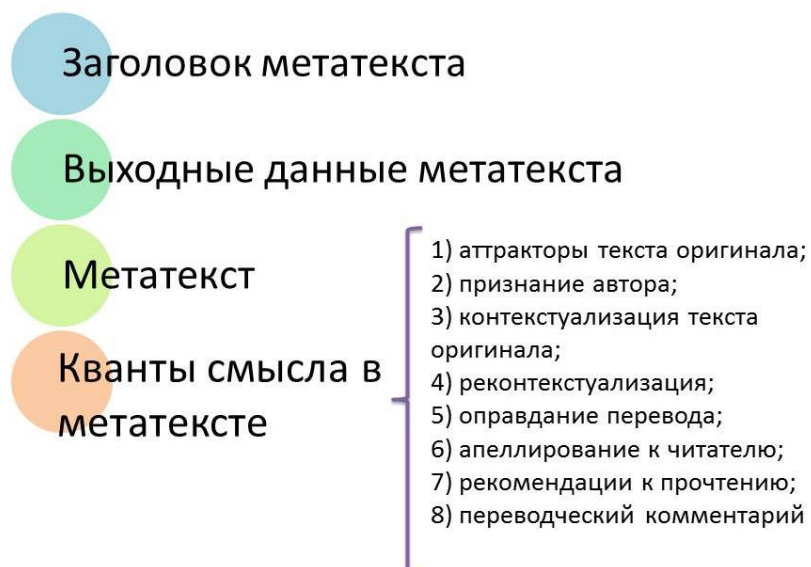 Заголовок метатекста
Выходные данные метатекста
Метатекст
Кванты смысла в
метатексте
1) аттракторы текста оригинала;
2) признание автора;
3) контекстуализация текста
оригинала;
4) реконтекстуализация;
5) оправдание перевода;
6) апеллирование к читателю;
7) рекомендации к прочтению;
8) переводческий комментарий